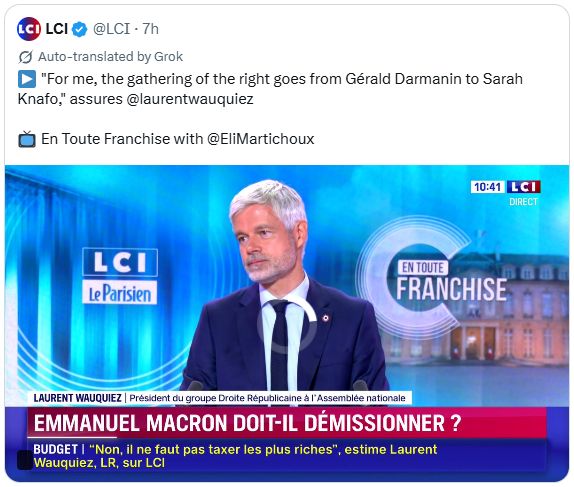 LCI LCI @LCI · 7h
Auto-translated by Grok
"For me, the gathering of the right goes from Gérald Darmanin to Sarah
Knafo," assures @laurentwauquiez
En Toute Franchise with @EliMartichoux
10:41 LCI
DIRECT
LCI
Le Parisien
EN TOUTE
FRANCHISE
LAURENT WAUQUIEZ | Président du groupe Droite Républicaine à l'Assemblée nationale
EMMANUEL MACRON DOIT-IL DÉMISSIONNER ?
BUDGET | "Non, il ne faut pas taxer les plus riches", estime Laurent
Wauquiez, LR, sur LCI